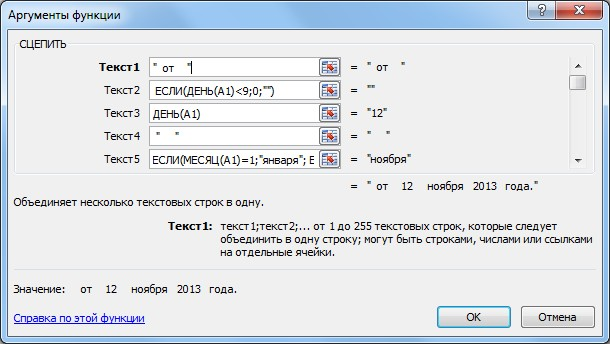 Аргументы функции
СЦЕПИТЬ
Текст1 " от   " = " от   "
Текст2 ЕСЛИ(ДЕНЬ(A1)<9;0;"") = ""
Текст3 ДЕНЬ(A1) = "12"
Текст4 "   " = "   "
Текст5 ЕСЛИ(МЕСЯЦ(A1)=1;"января"; Е = "ноября"
= " от   12   ноября  2013  года."
Объединяет несколько текстовых строк в одну.
Текст1: текст1;текст2;... от 1 до 255 текстовых строк, которые следует
объединить в одну строку; могут быть строками, числами или ссылками
на отдельные ячейки.
Значение:   от   12   ноября  2013  года.
Справка по этой функции
ОК
Отмена